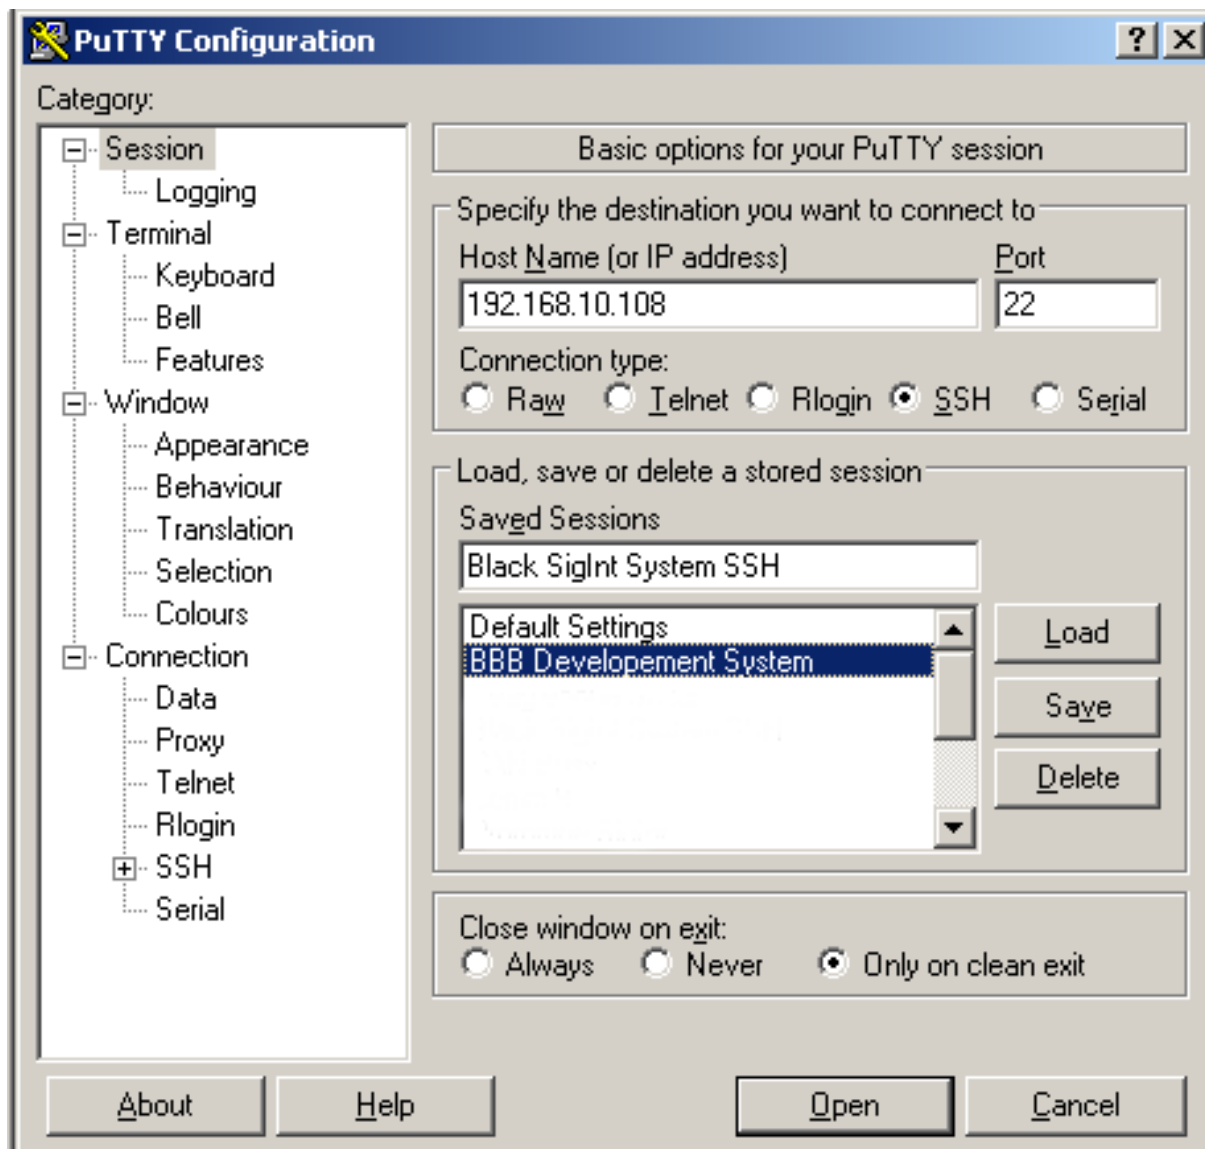 PuTTY Configuration
Category:
Session
Logging
Terminal
Keyboard
Bell
Features
Window
Appearance
Behaviour
Translation
Selection
Colours
Connection
Data
Proxy
Telnet
Rlogin
SSH
Serial
Basic options for your PuTTY session
Specify the destination you want to connect to
Host Name (or IP address) Port
192.168.10.108 22
Connection type:
Raw Telnet Rlogin SSH Serial
Load, save or delete a stored session
Saved Sessions
Black SigInt System SSH
Default Settings
BBB Developement System
Load
Save
Delete
Close window on exit:
Always Never Only on clean exit
About Help Open Cancel